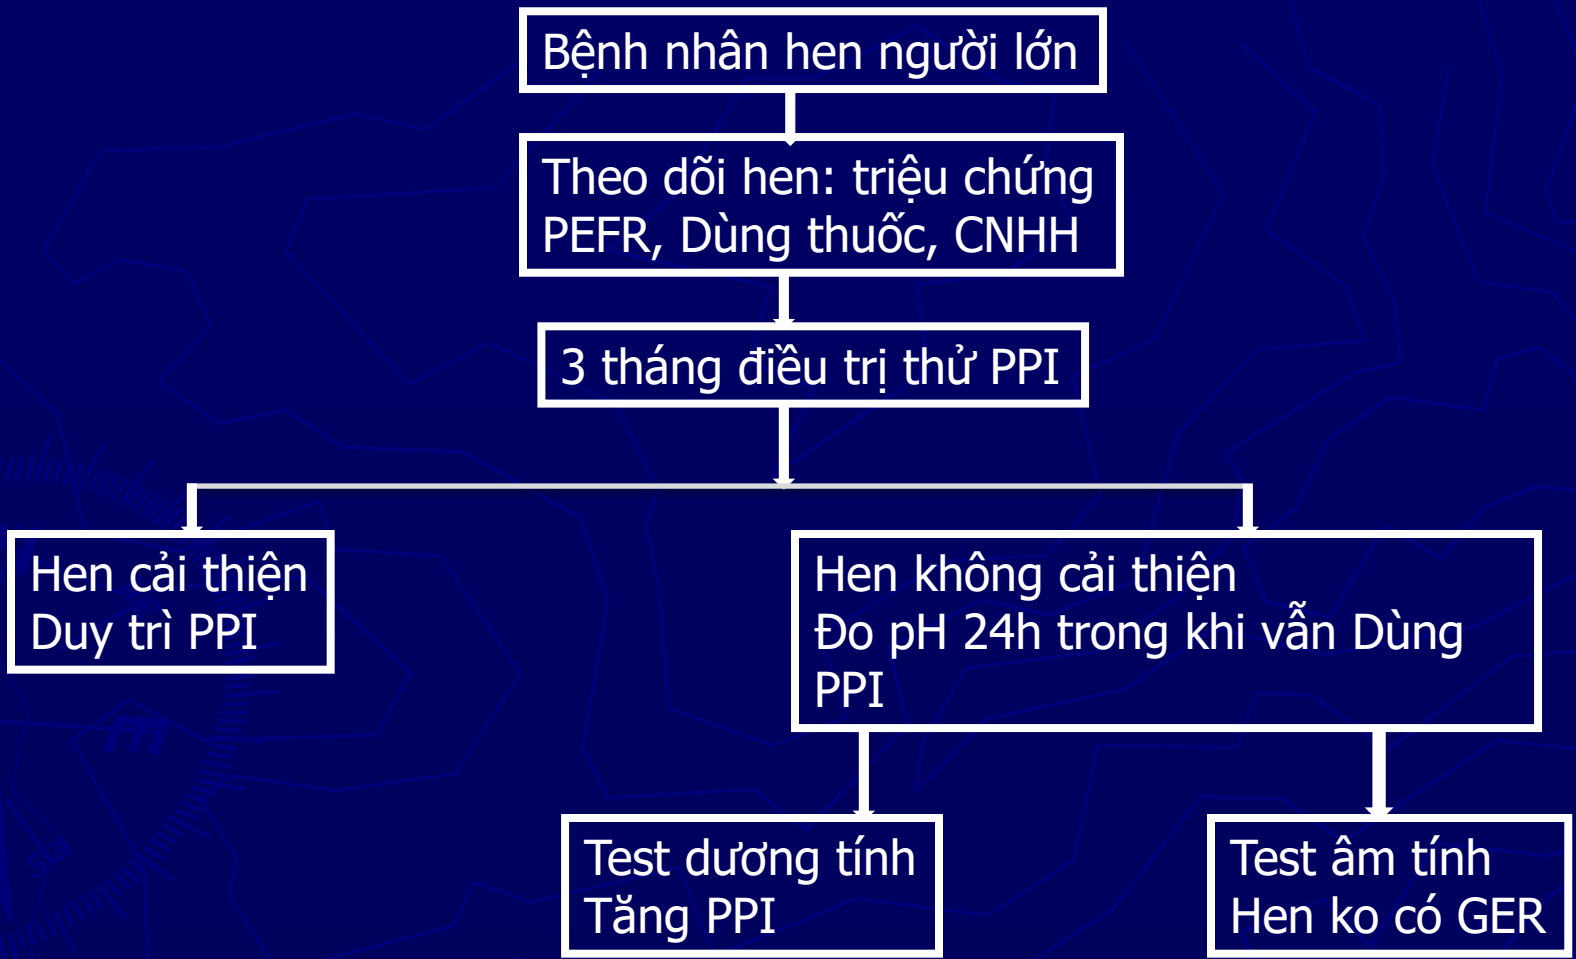 Bệnh nhân hen người lớn
Theo dõi hen: triệu chứng
PEFR, Dùng thuốc, CNHH
3 tháng điều trị thử PPI
Hen cải thiện
Duy trì PPI
Hen không cải thiện
Đo pH 24h trong khi vẫn Dùng
PPI
Test dương tính
Tăng PPI
Test âm tính
Hen ko có GER